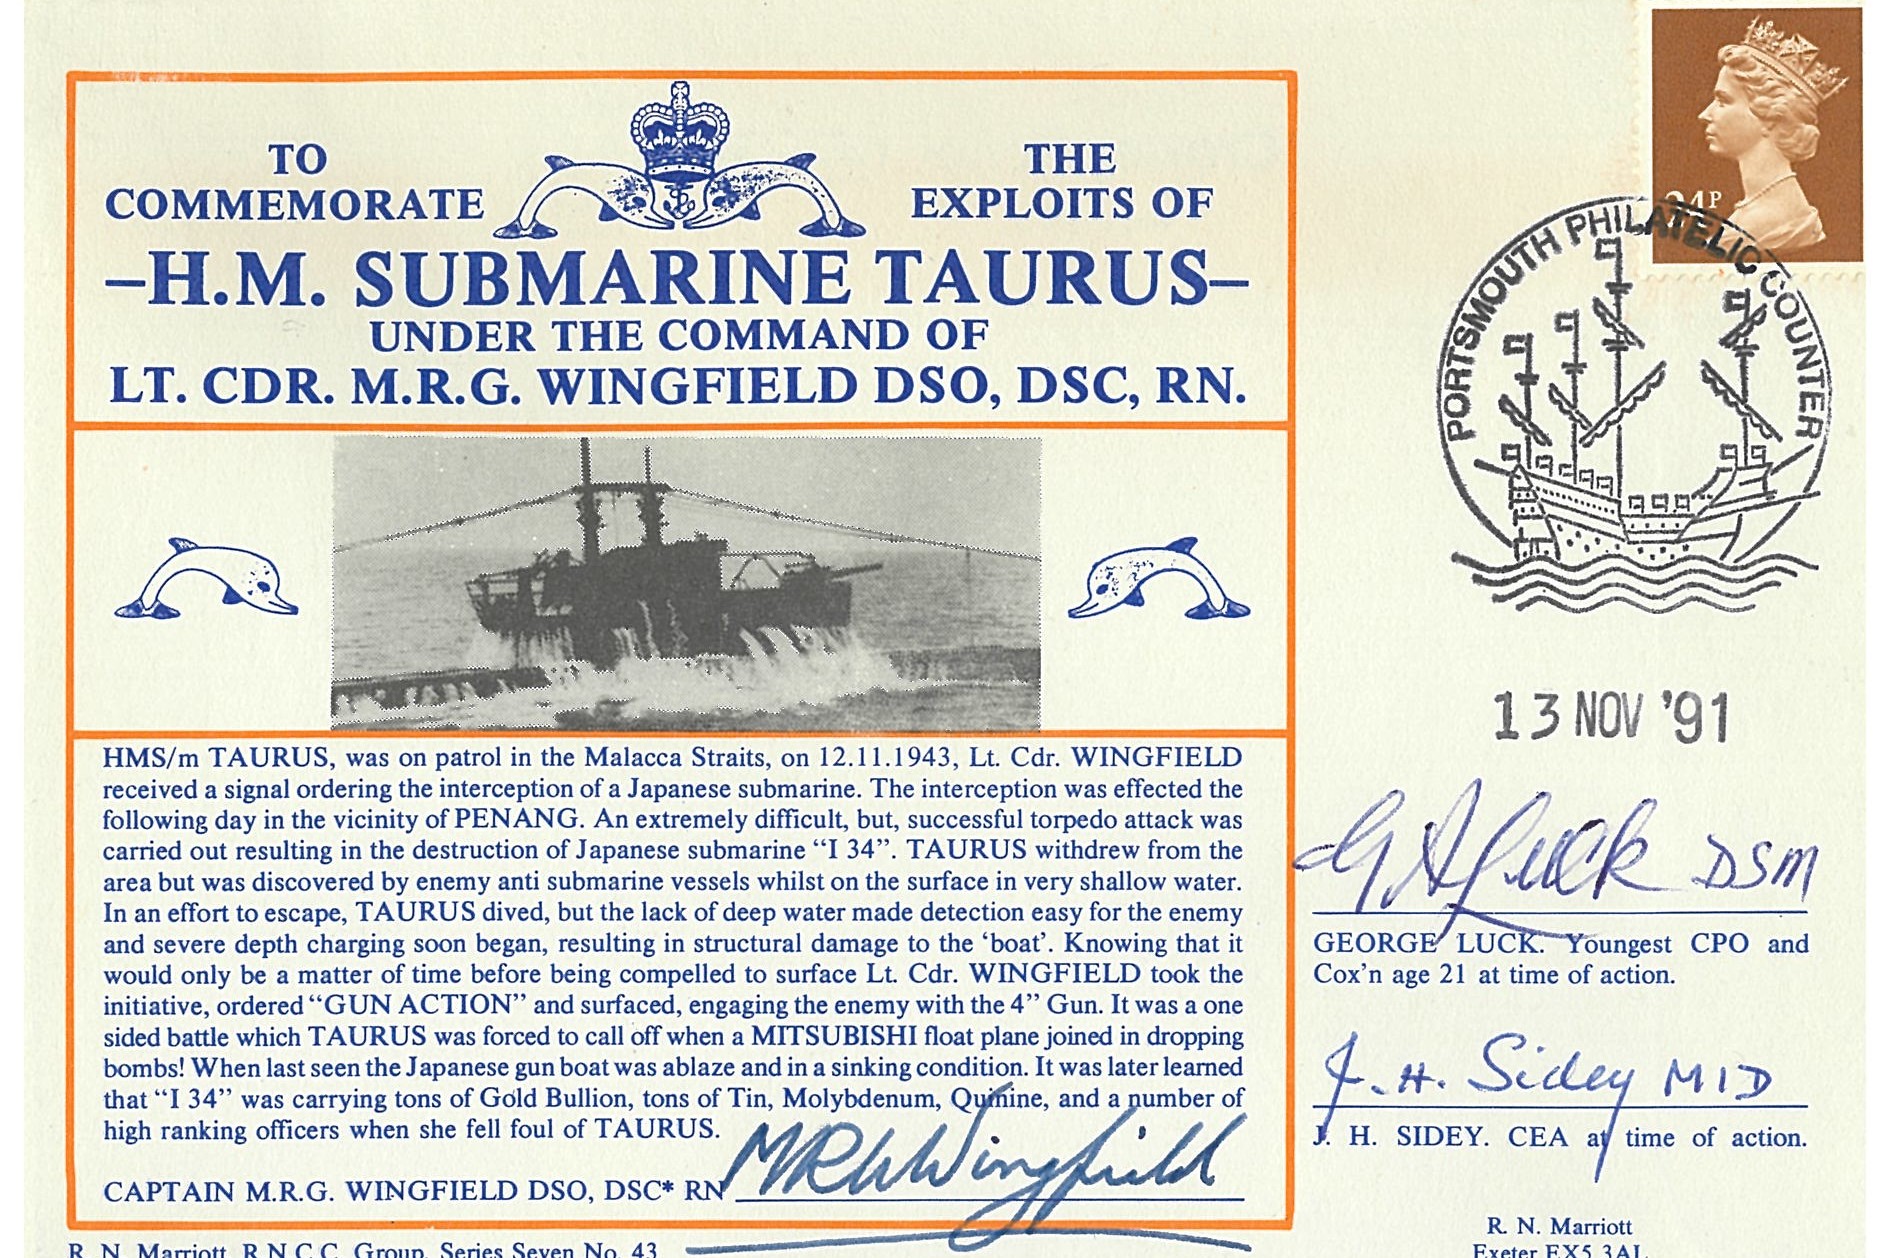 TO
COMMEMORATE
THE
EXPLOITS OF
–H.M. SUBMARINE TAURUS–
UNDER THE COMMAND OF
LT. CDR. M.R.G. WINGFIELD DSO, DSC, RN.
HMS/m TAURUS, was on patrol in the Malacca Straits, on 12.11.1943, Lt. Cdr. WINGFIELD
received a signal ordering the interception of a Japanese submarine. The interception was effected the
following day in the vicinity of PENANG. An extremely difficult, but, successful torpedo attack was
carried out resulting in the destruction of Japanese submarine “I 34”. TAURUS withdrew from the
area but was discovered by enemy anti submarine vessels whilst on the surface in very shallow water.
In an effort to escape, TAURUS dived, but the lack of deep water made detection easy for the enemy
and severe depth charging soon began, resulting in structural damage to the ‘boat’. Knowing that it
would only be a matter of time before being compelled to surface Lt. Cdr. WINGFIELD took the
initiative, ordered “GUN ACTION” and surfaced, engaging the enemy with the 4” Gun. It was a one
sided battle which TAURUS was forced to call off when a MITSUBISHI float plane joined in dropping
bombs! When last seen the Japanese gun boat was ablaze and in a sinking condition. It was later learned
that “I 34” was carrying tons of Gold Bullion, tons of Tin, Molybdenum, Quinine, and a number of
high ranking officers when she fell foul of TAURUS.
CAPTAIN M.R.G. WINGFIELD DSO, DSC* RN
MRGWingfield
R. N. Marriott, R.N.C.C. Group, Series Seven No. 43
24P
PORTSMOUTH PHILATELIC COUNTER
13 NOV '91
G A Luck DSM
GEORGE LUCK. Youngest CPO and
Cox'n age 21 at time of action.
J. H. Sidey MID
J. H. SIDEY. CEA at time of action.
R. N. Marriott
Exeter EX5 3AL